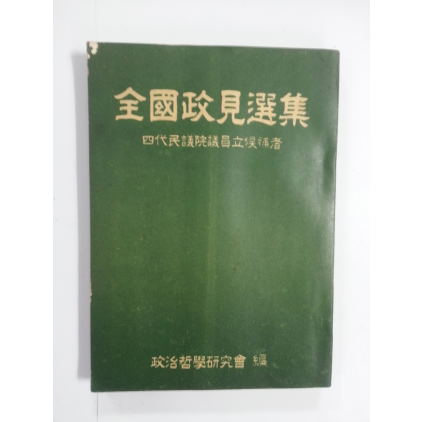 全國政見選集
四代民議院議員立候補者
政治哲學硏究會 編